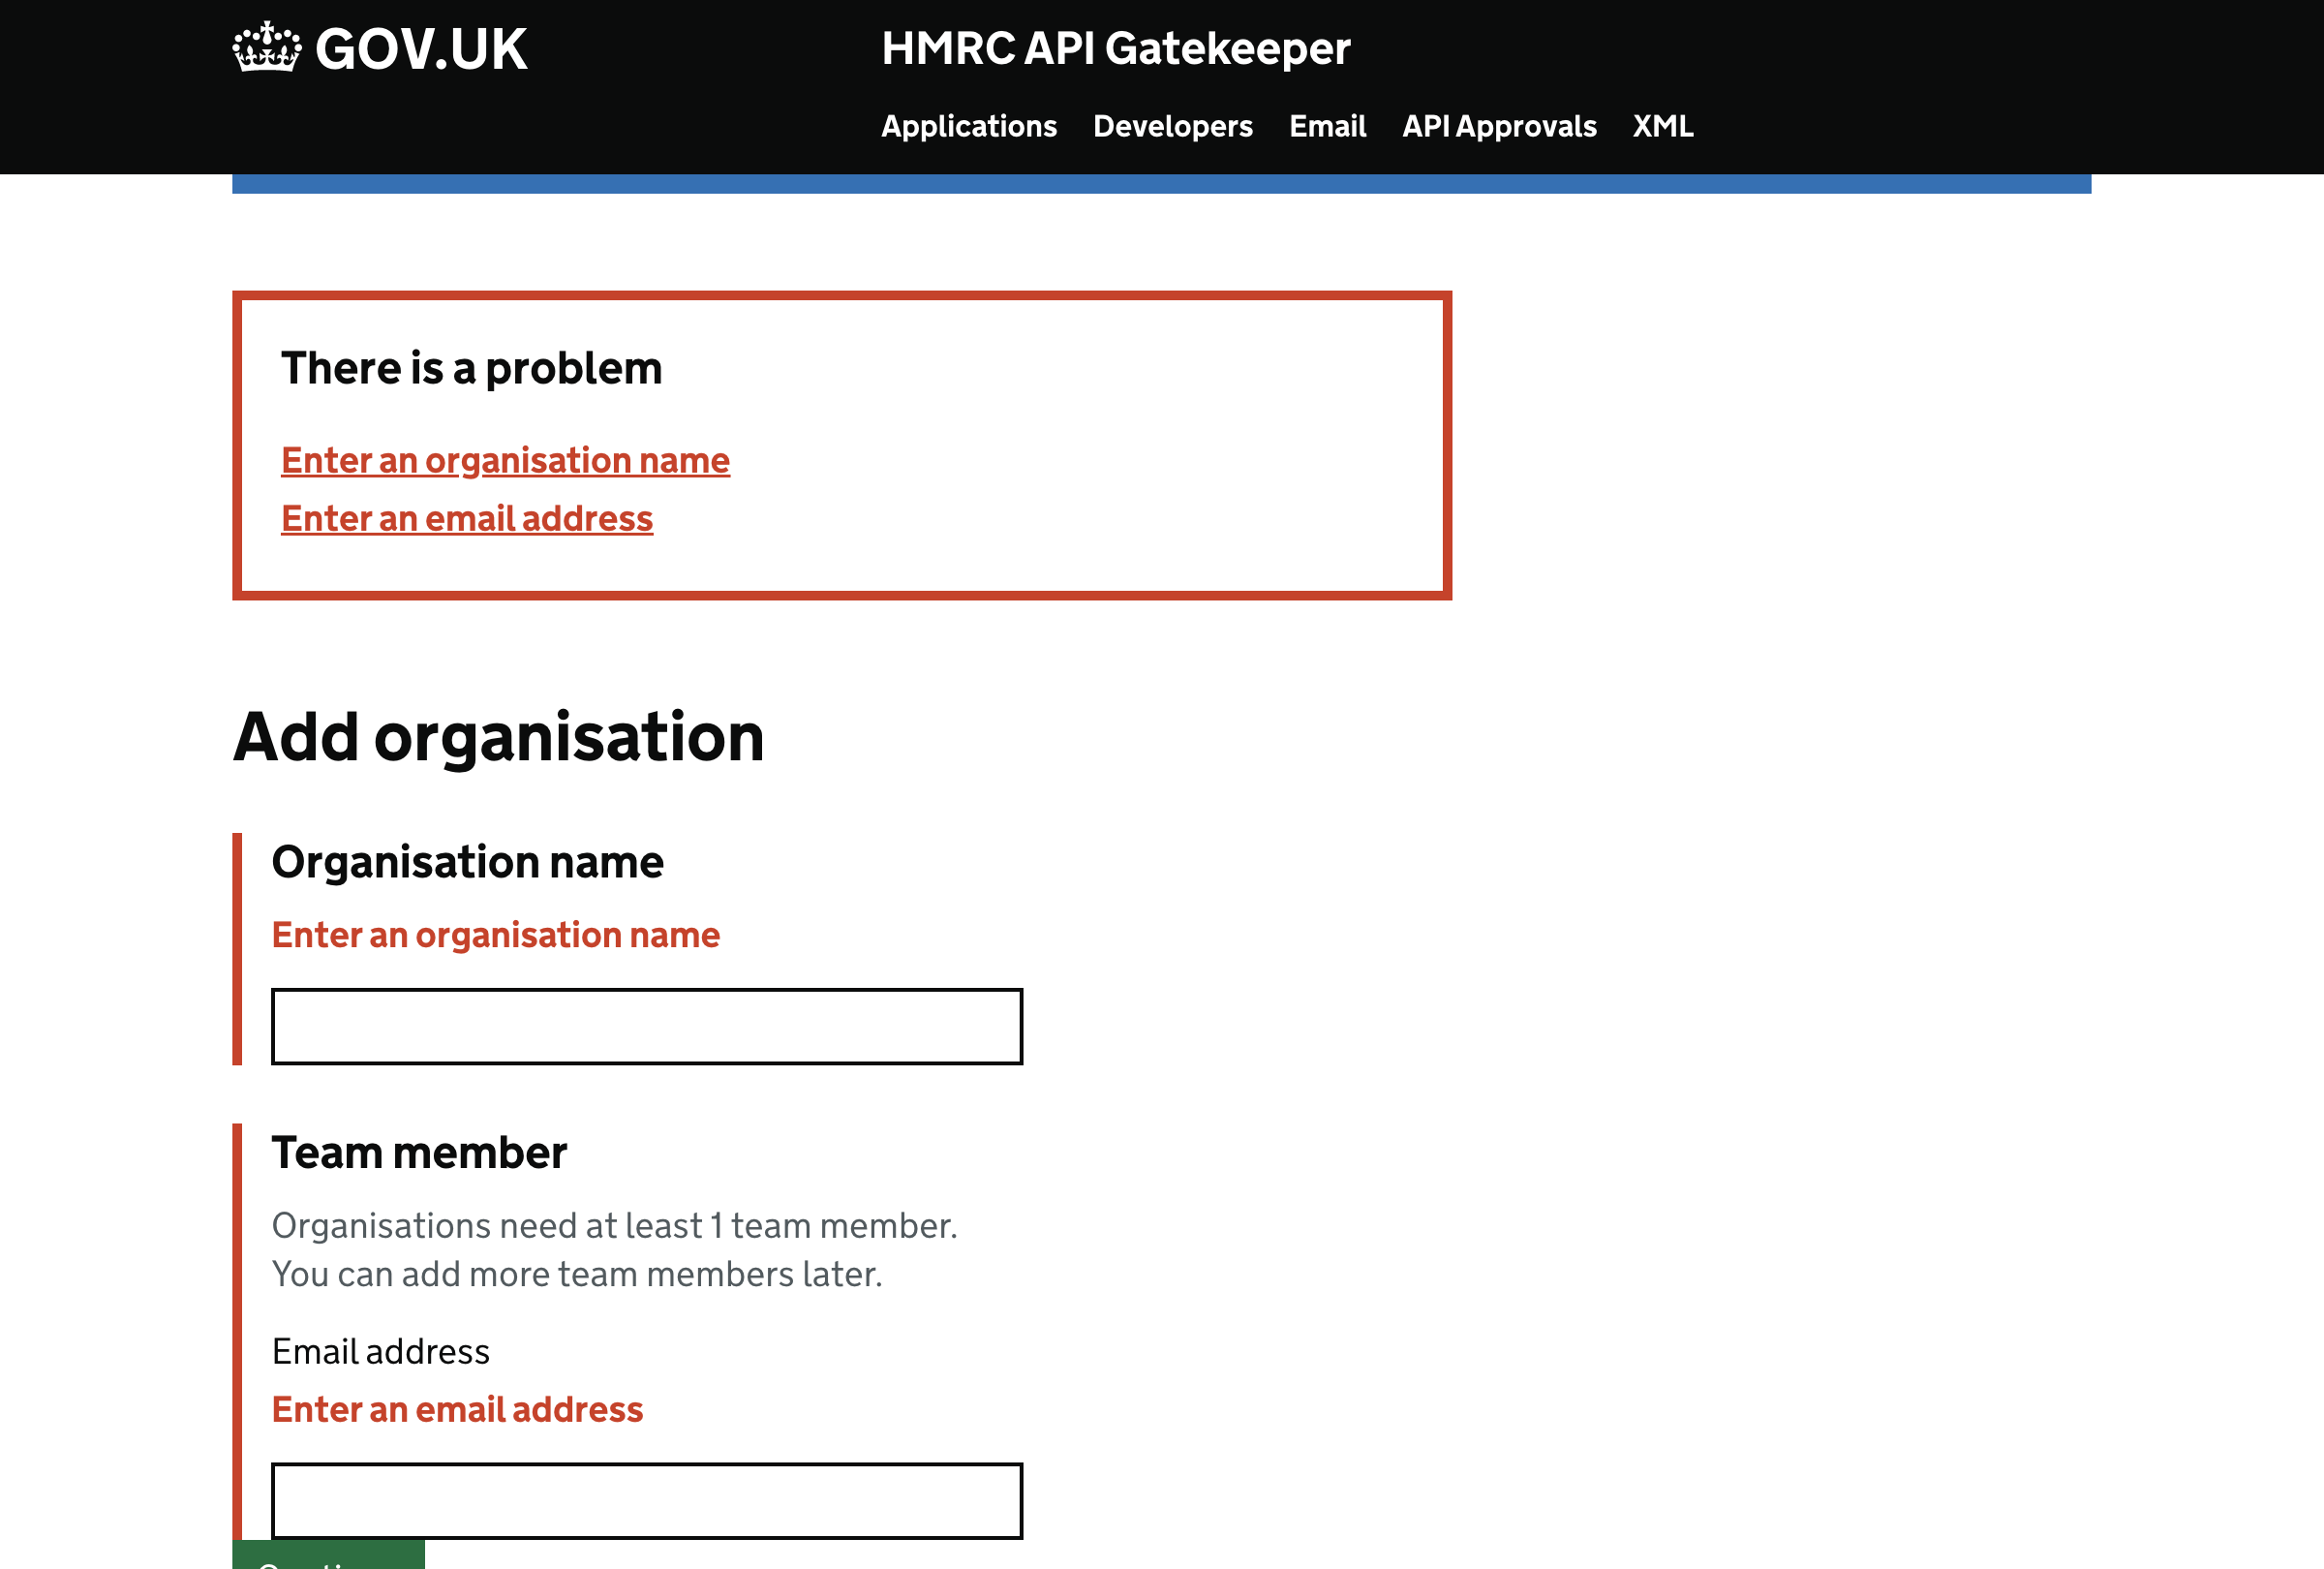 GOV.UK
HMRC API Gatekeeper
Applications Developers Email API Approvals XML
There is a problem
Enter an organisation name
Enter an email address
Add organisation
Organisation name
Enter an organisation name
Team member
Organisations need at least 1 team member.
You can add more team members later.
Email address
Enter an email address